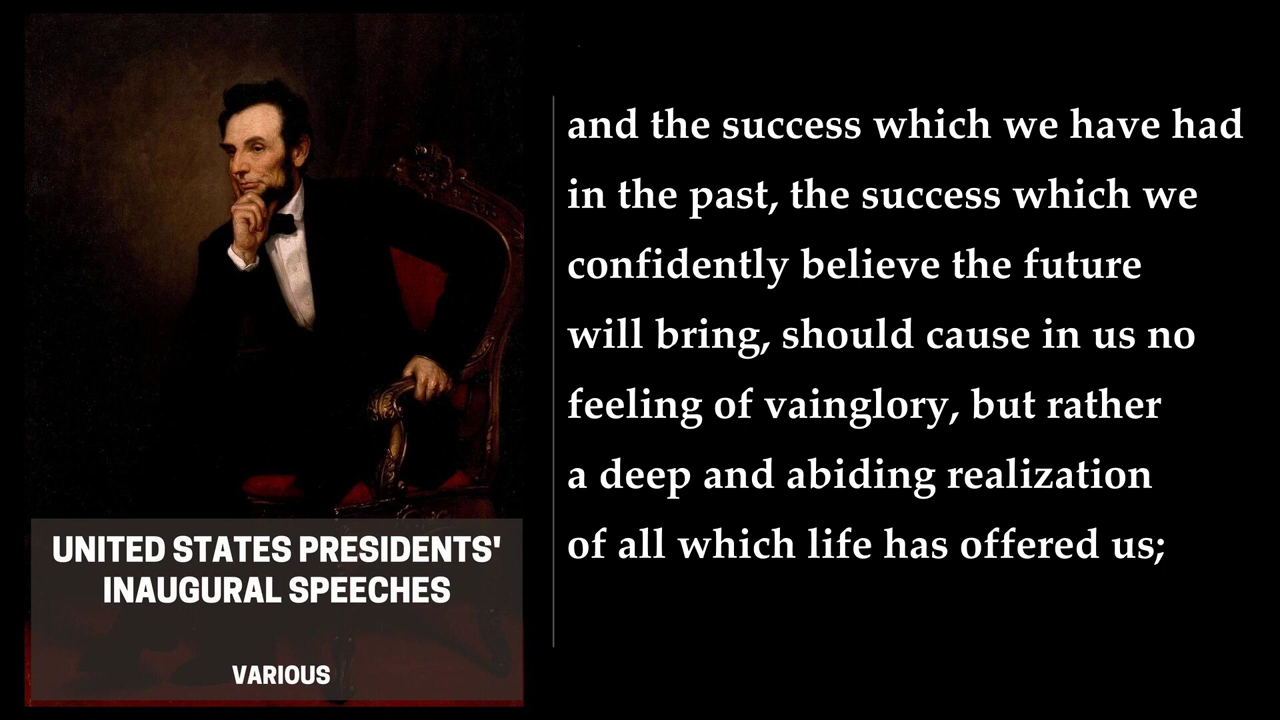 and the success which we have had
in the past, the success which we
confidently believe the future
will bring, should cause in us no
feeling of vainglory, but rather
a deep and abiding realization
of all which life has offered us;
UNITED STATES PRESIDENTS'
INAUGURAL SPEECHES
VARIOUS